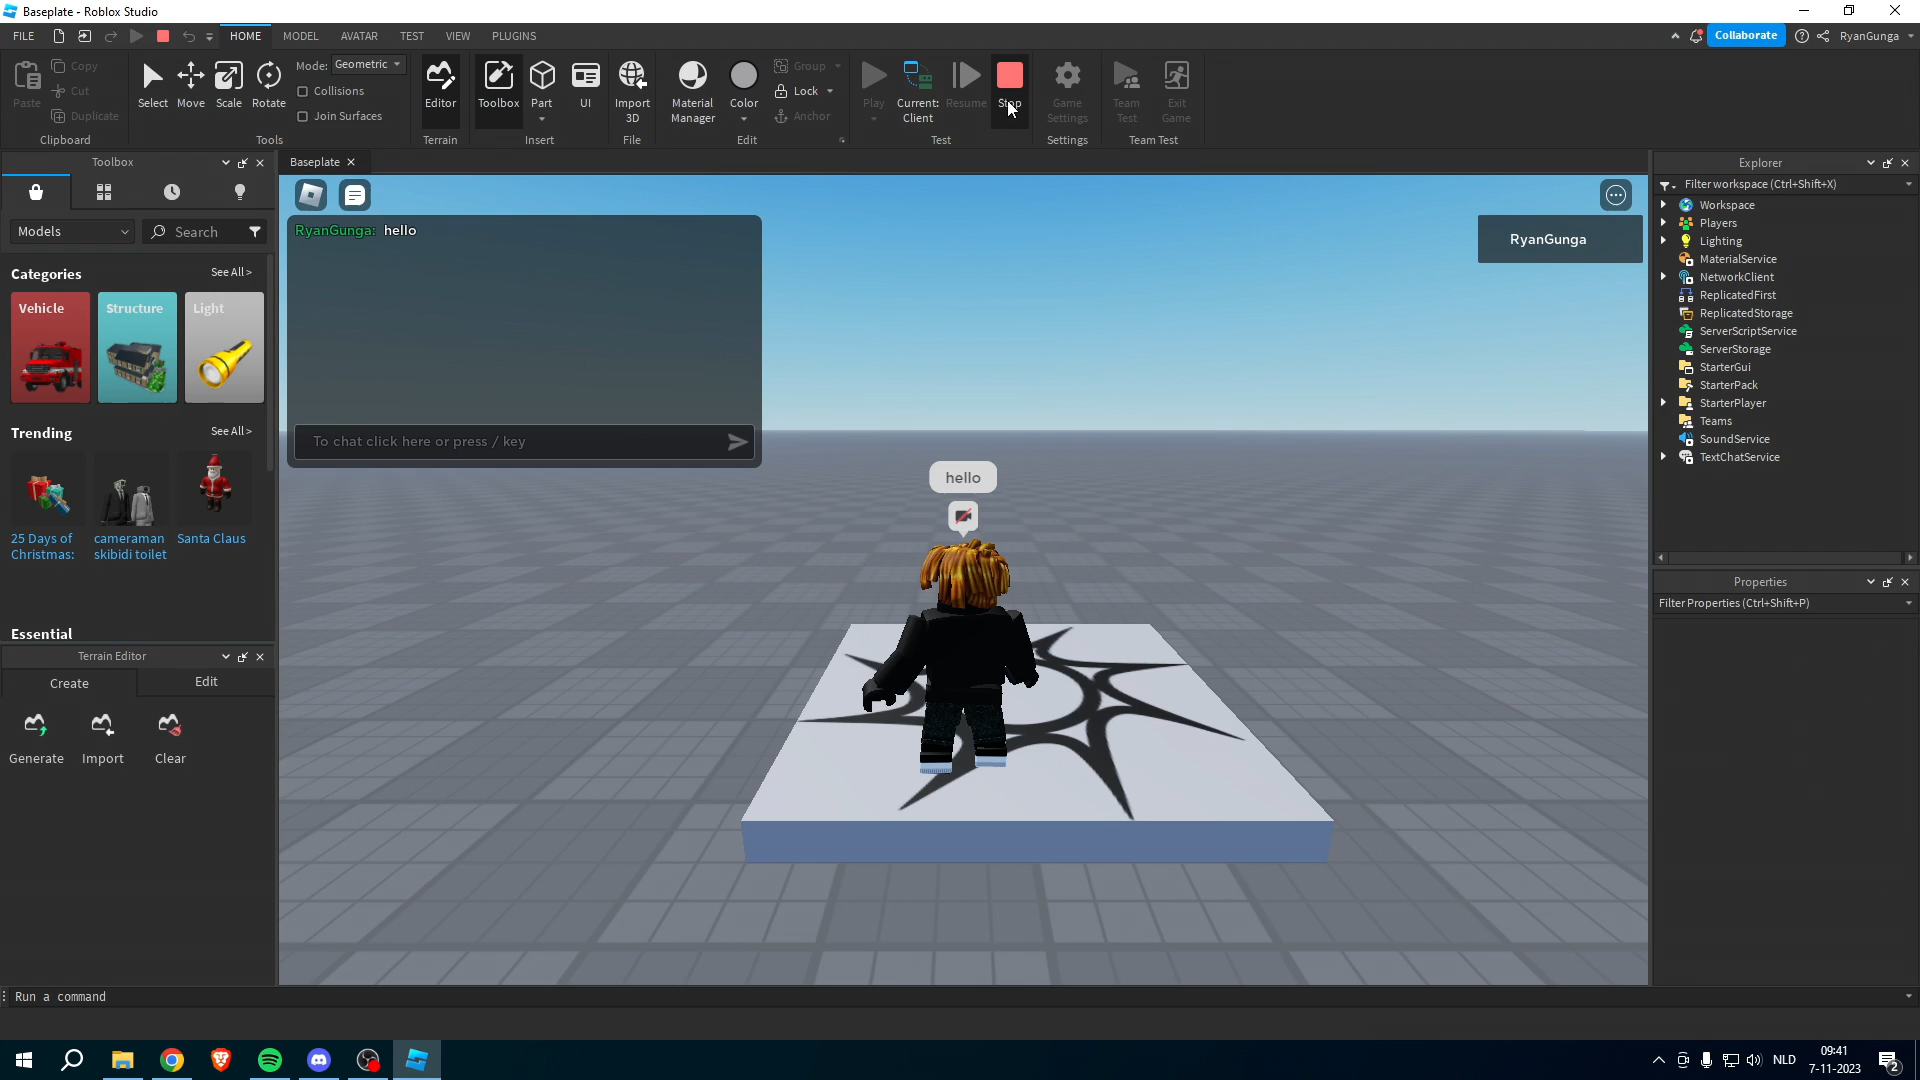 Baseplate - Roblox Studio
FILE HOME MODEL AVATAR TEST VIEW PLUGINS Collaborate RyanGunga
Paste Copy Cut Duplicate
Clipboard
Select Move Scale Rotate
Mode: Geometric
Collisions
Join Surfaces
Tools
Editor
Terrain
Toolbox Part UI
Insert
Import 3D
File
Material Manager
Color
Group
Lock
Anchor
Edit
Play
Current: Client
Resume
Stop
Test
Game Settings
Settings
Team Test
Exit Game
Team Test
Toolbox
Models
Search
Categories See All >
Vehicle Structure Light
Trending See All >
25 Days of Christmas:
cameraman skibidi toilet
Santa Claus
Essential
Terrain Editor
Create Edit
Generate Import Clear
Baseplate
RyanGunga: hello
To chat click here or press / key
RyanGunga
hello
Explorer
Filter workspace (Ctrl+Shift+X)
Workspace
Players
Lighting
MaterialService
NetworkClient
ReplicatedFirst
ReplicatedStorage
ServerScriptService
ServerStorage
StarterGui
StarterPack
StarterPlayer
Teams
SoundService
TextChatService
Properties
Filter Properties (Ctrl+Shift+P)
Run a command
NLD
09:41
7-11-2023
2